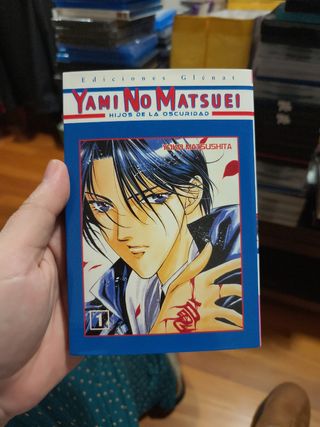 Ediciones Glénat
YAMI NO MATSUEI
HIJOS DE LA OSCURIDAD
YOKO MATSUSHITA
1